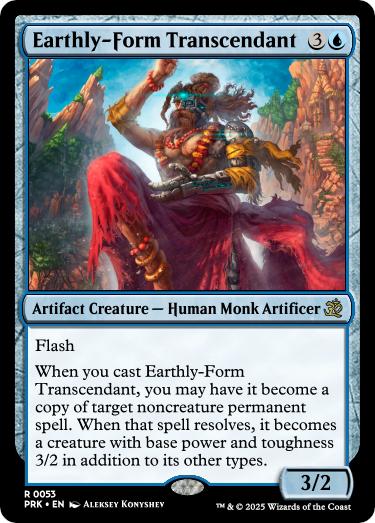 Earthly-Form Transcendant 3
Artifact Creature — Human Monk Artificer
Flash
When you cast Earthly-Form
Transcendant, you may have it become a
copy of target noncreature permanent
spell. When that spell resolves, it becomes
a creature with base power and toughness
3/2 in addition to its other types.
3/2
R 0053
PRK • EN Aleksey Konyshev
™ & © 2025 Wizards of the Coast